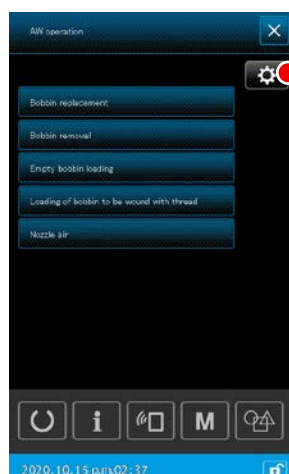 AW operation
Bobbin replacement
Bobbin removal
Empty bobbin loading
Loading of bobbin to be wound with thread
Nozzle air
i
M
2020.10.15 p.m.02:37